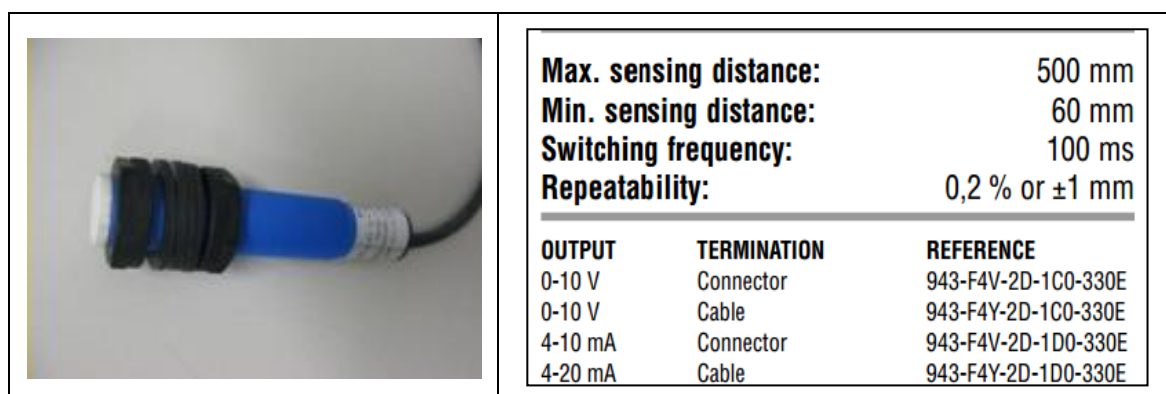 Max. sensing distance: 500 mm
Min. sensing distance: 60 mm
Switching frequency: 100 ms
Repeatability: 0,2 % or ±1 mm
OUTPUT TERMINATION REFERENCE
0-10 V Connector 943-F4V-2D-1C0-330E
0-10 V Cable 943-F4Y-2D-1C0-330E
4-10 mA Connector 943-F4V-2D-1D0-330E
4-20 mA Cable 943-F4Y-2D-1D0-330E